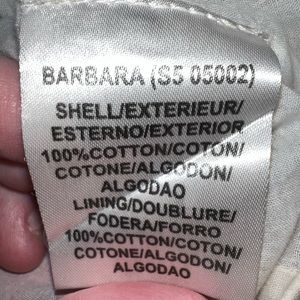 BARBARA (S5 05002)
SHELL/EXTERIEUR/
ESTERNO/EXTERIOR
100%COTTON/COTON/
COTONE/ALGODON/
ALGODAO
LINING/DOUBLURE/
FODERA/FORRO
100%COTTON/COTON/
COTONE/ALGODON/
ALGODAO